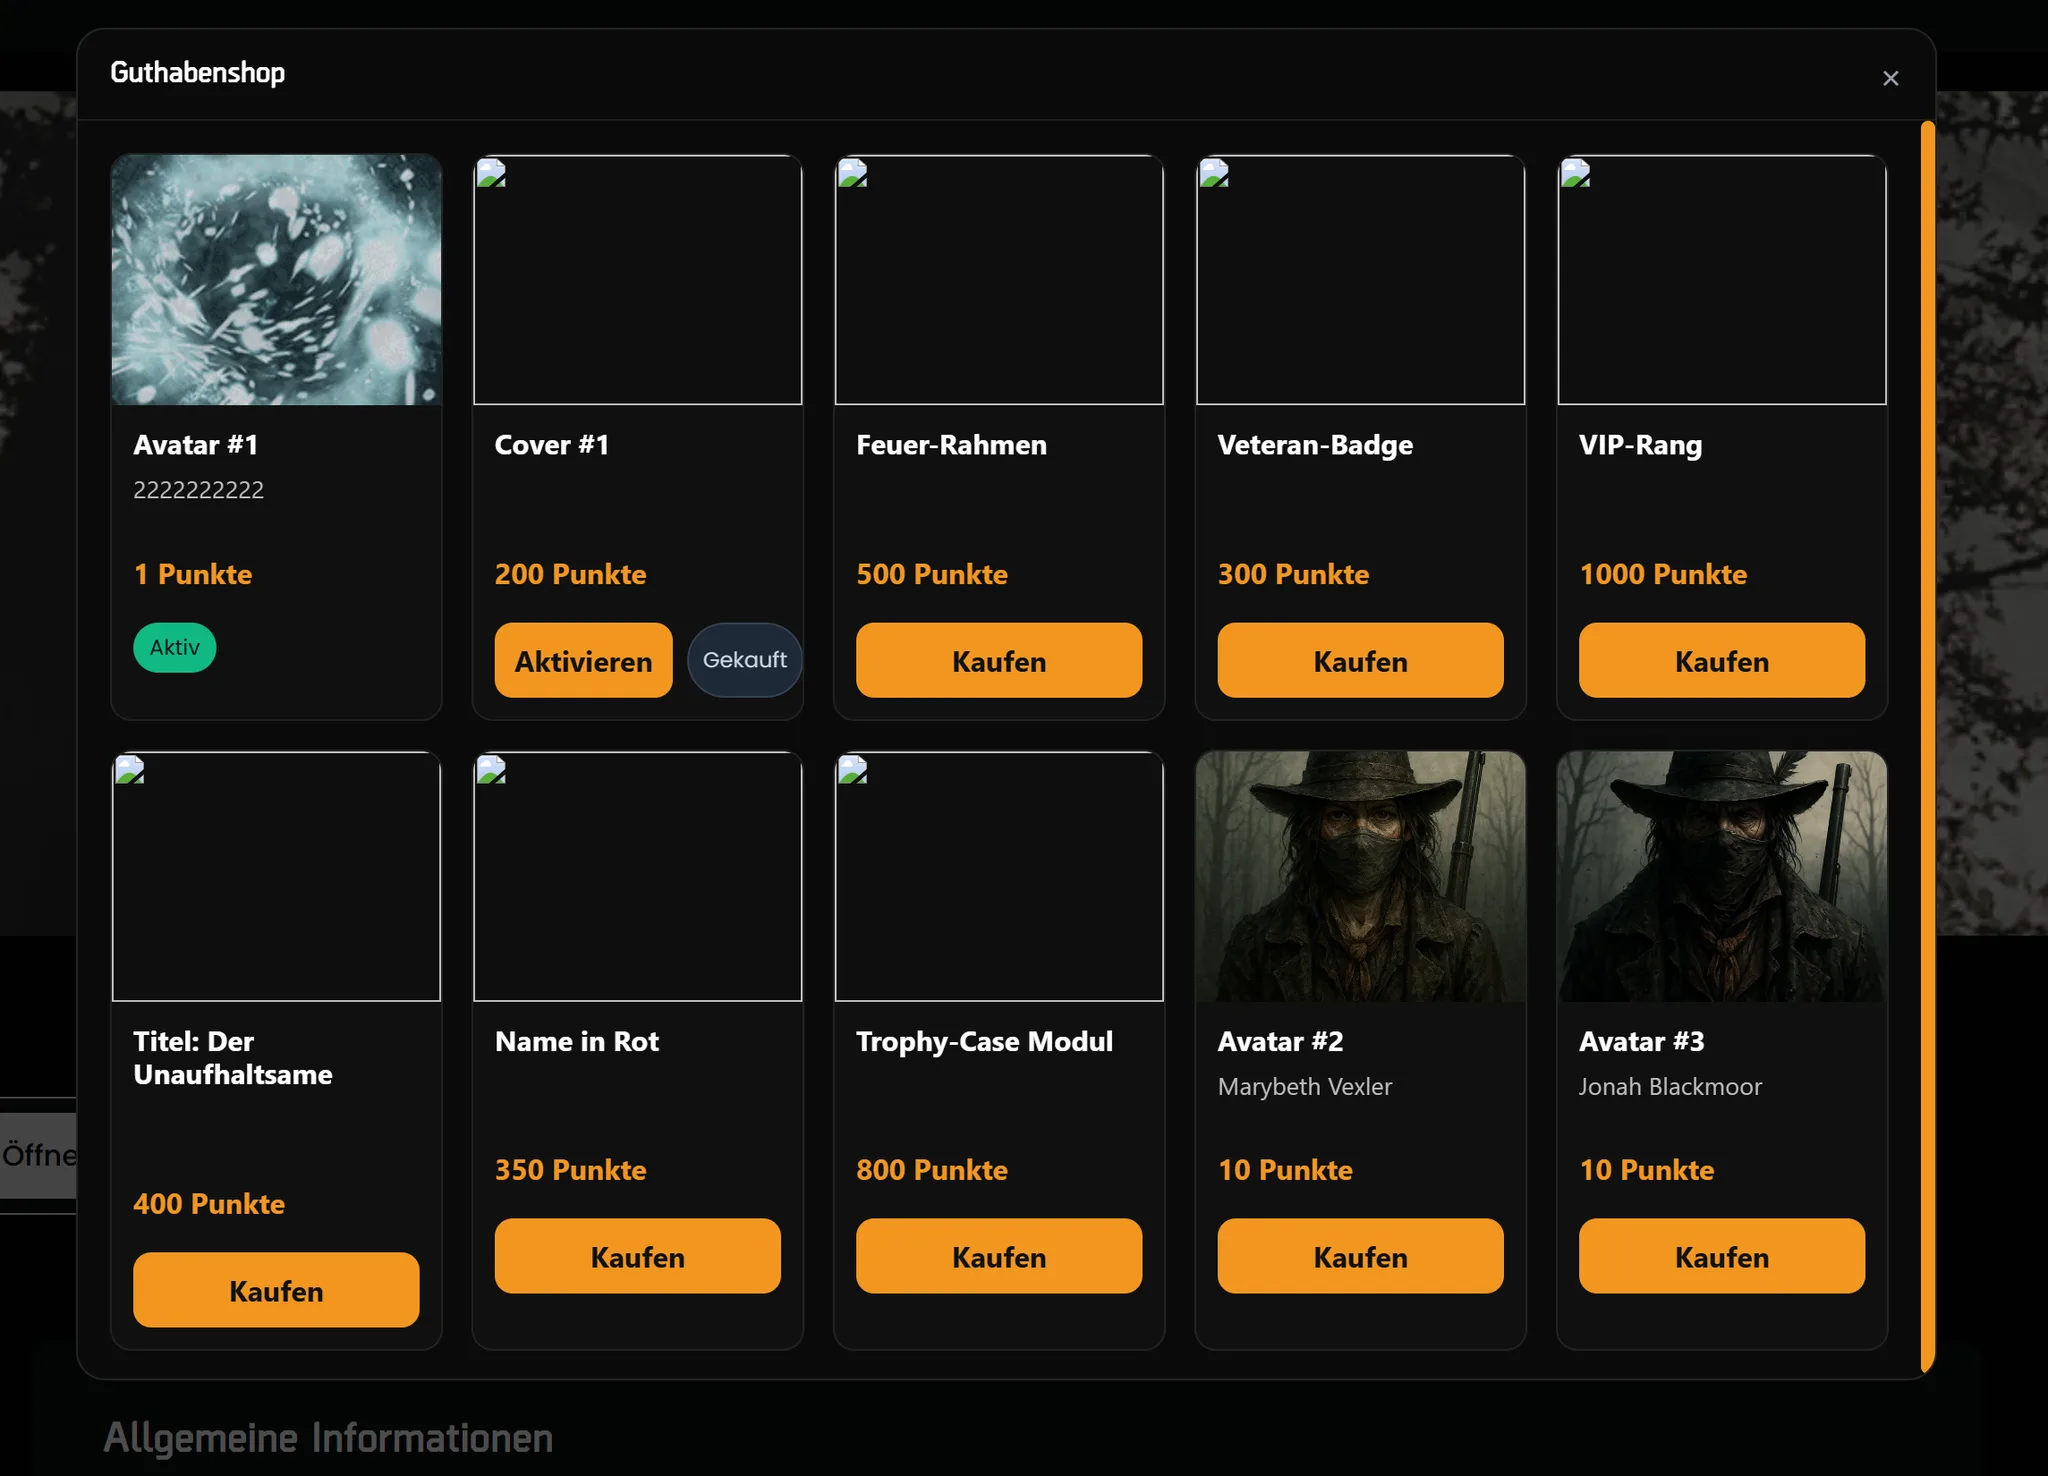 Guthabenshop
×
Avatar #1
2222222222
1 Punkte
Aktiv
Cover #1
200 Punkte
Aktivieren
Gekauft
Feuer-Rahmen
500 Punkte
Kaufen
Veteran-Badge
300 Punkte
Kaufen
VIP-Rang
1000 Punkte
Kaufen
Titel: Der
Unaufhaltsame
400 Punkte
Kaufen
Name in Rot
350 Punkte
Kaufen
Trophy-Case Modul
800 Punkte
Kaufen
Avatar #2
Marybeth Vexler
10 Punkte
Kaufen
Avatar #3
Jonah Blackmoor
10 Punkte
Kaufen
Öffne
Allgemeine Informationen